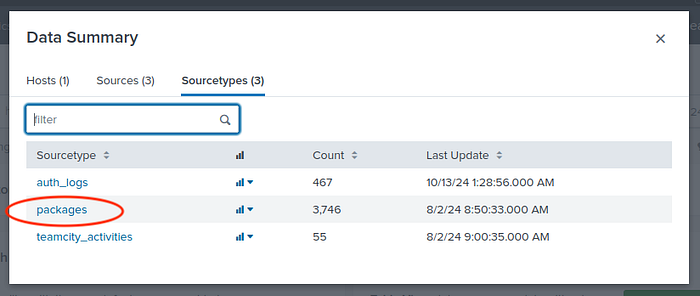 Data Summary
Hosts (1) Sources (3) Sourcetypes (3)
filter
Sourcetype Count Last Update
auth_logs 467 10/13/24 1:28:56.000 AM
packages 3,746 8/2/24 8:50:33.000 AM
teamcity_activities 55 8/2/24 9:00:35.000 AM